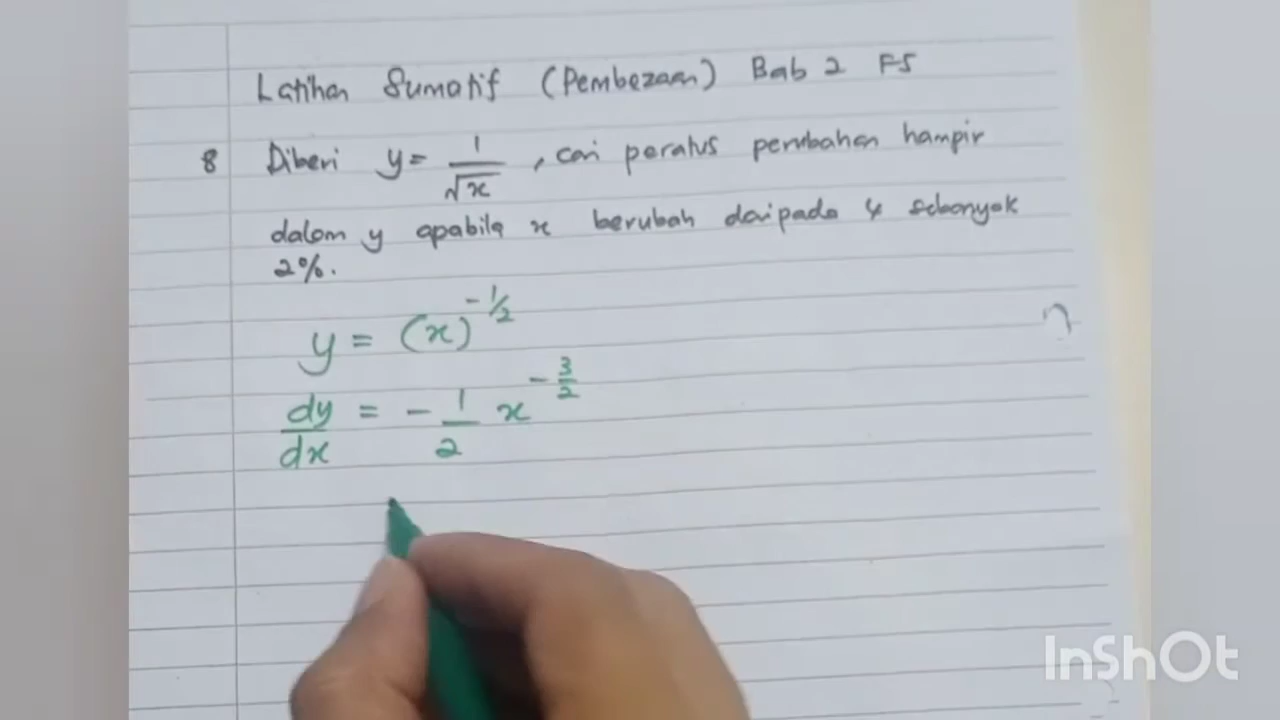 Latihan Sumatif (Pembezaan) Bab 2 F5
8 Diberi y = 1/√x , cari peratus perubahan hampir
dalam y apabila x berubah daripada 4 sebanyak
2%.
y = (x)^-1/2
dy/dx = - 1/2 x^-3/2
InShOt